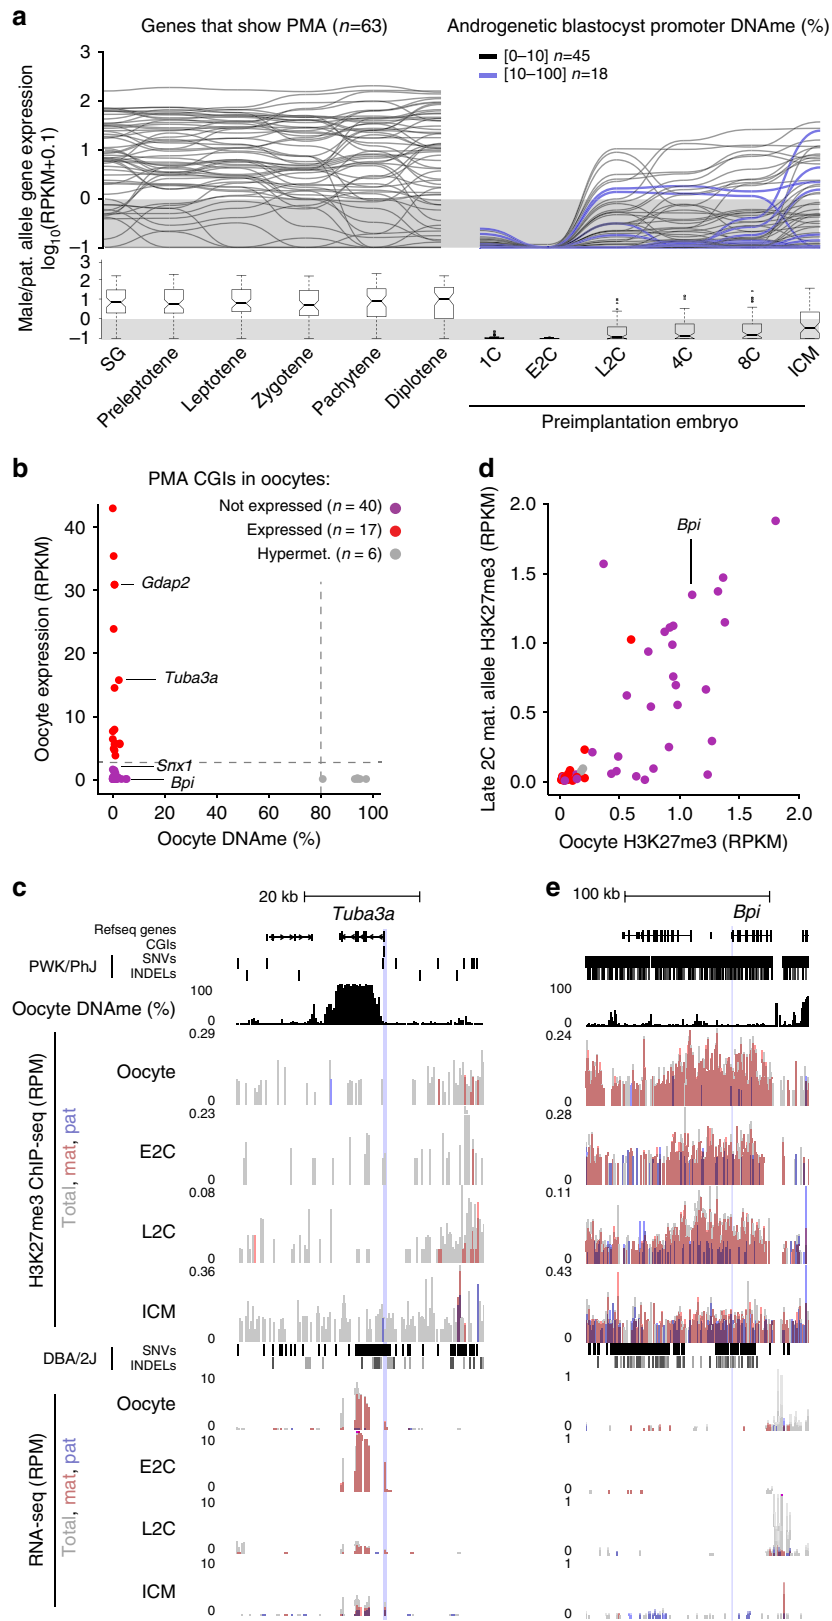 a
Genes that show PMA (n=63)
Androgenetic blastocyst promoter DNAme (%)
[0–10] n=45
[10–100] n=18
Male/pat. allele gene expression
log10(RPKM+0.1)
3
2
1
0
–1
3
2
1
0
–1
SG
Preleptotene
Leptotene
Zygotene
Pachytene
Diplotene
1C
E2C
L2C
4C
8C
ICM
Preimplantation embryo
b
PMA CGIs in oocytes:
Not expressed (n = 40)
Expressed (n = 17)
Hypermet. (n = 6)
Oocyte expression (RPKM)
40
30
20
10
0
Gdap2
Tuba3a
Snx1
Bpi
0
20
40
60
80
100
Oocyte DNAme (%)
d
Late 2C mat. allele H3K27me3 (RPKM)
2.0
1.5
1.0
0.5
0.0
Bpi
0
0.5
1.0
1.5
2.0
Oocyte H3K27me3 (RPKM)
c
20 kb
Tuba3a
Refseq genes
CGIs
PWK/PhJ
SNVs
INDELs
Oocyte DNAme (%)
100
0
H3K27me3 ChIP-seq (RPM)
Total, mat, pat
Oocyte
0.29
0
E2C
0.23
0
L2C
0.08
0
ICM
0.36
0
DBA/2J
SNVs
INDELs
RNA-seq (RPM)
Total, mat, pat
Oocyte
10
0
E2C
10
0
L2C
10
0
ICM
10
0
e
100 kb
Bpi
100
0
0.24
0
0.28
0
0.11
0
0.43
0
1
0
1
0
1
0
1
0